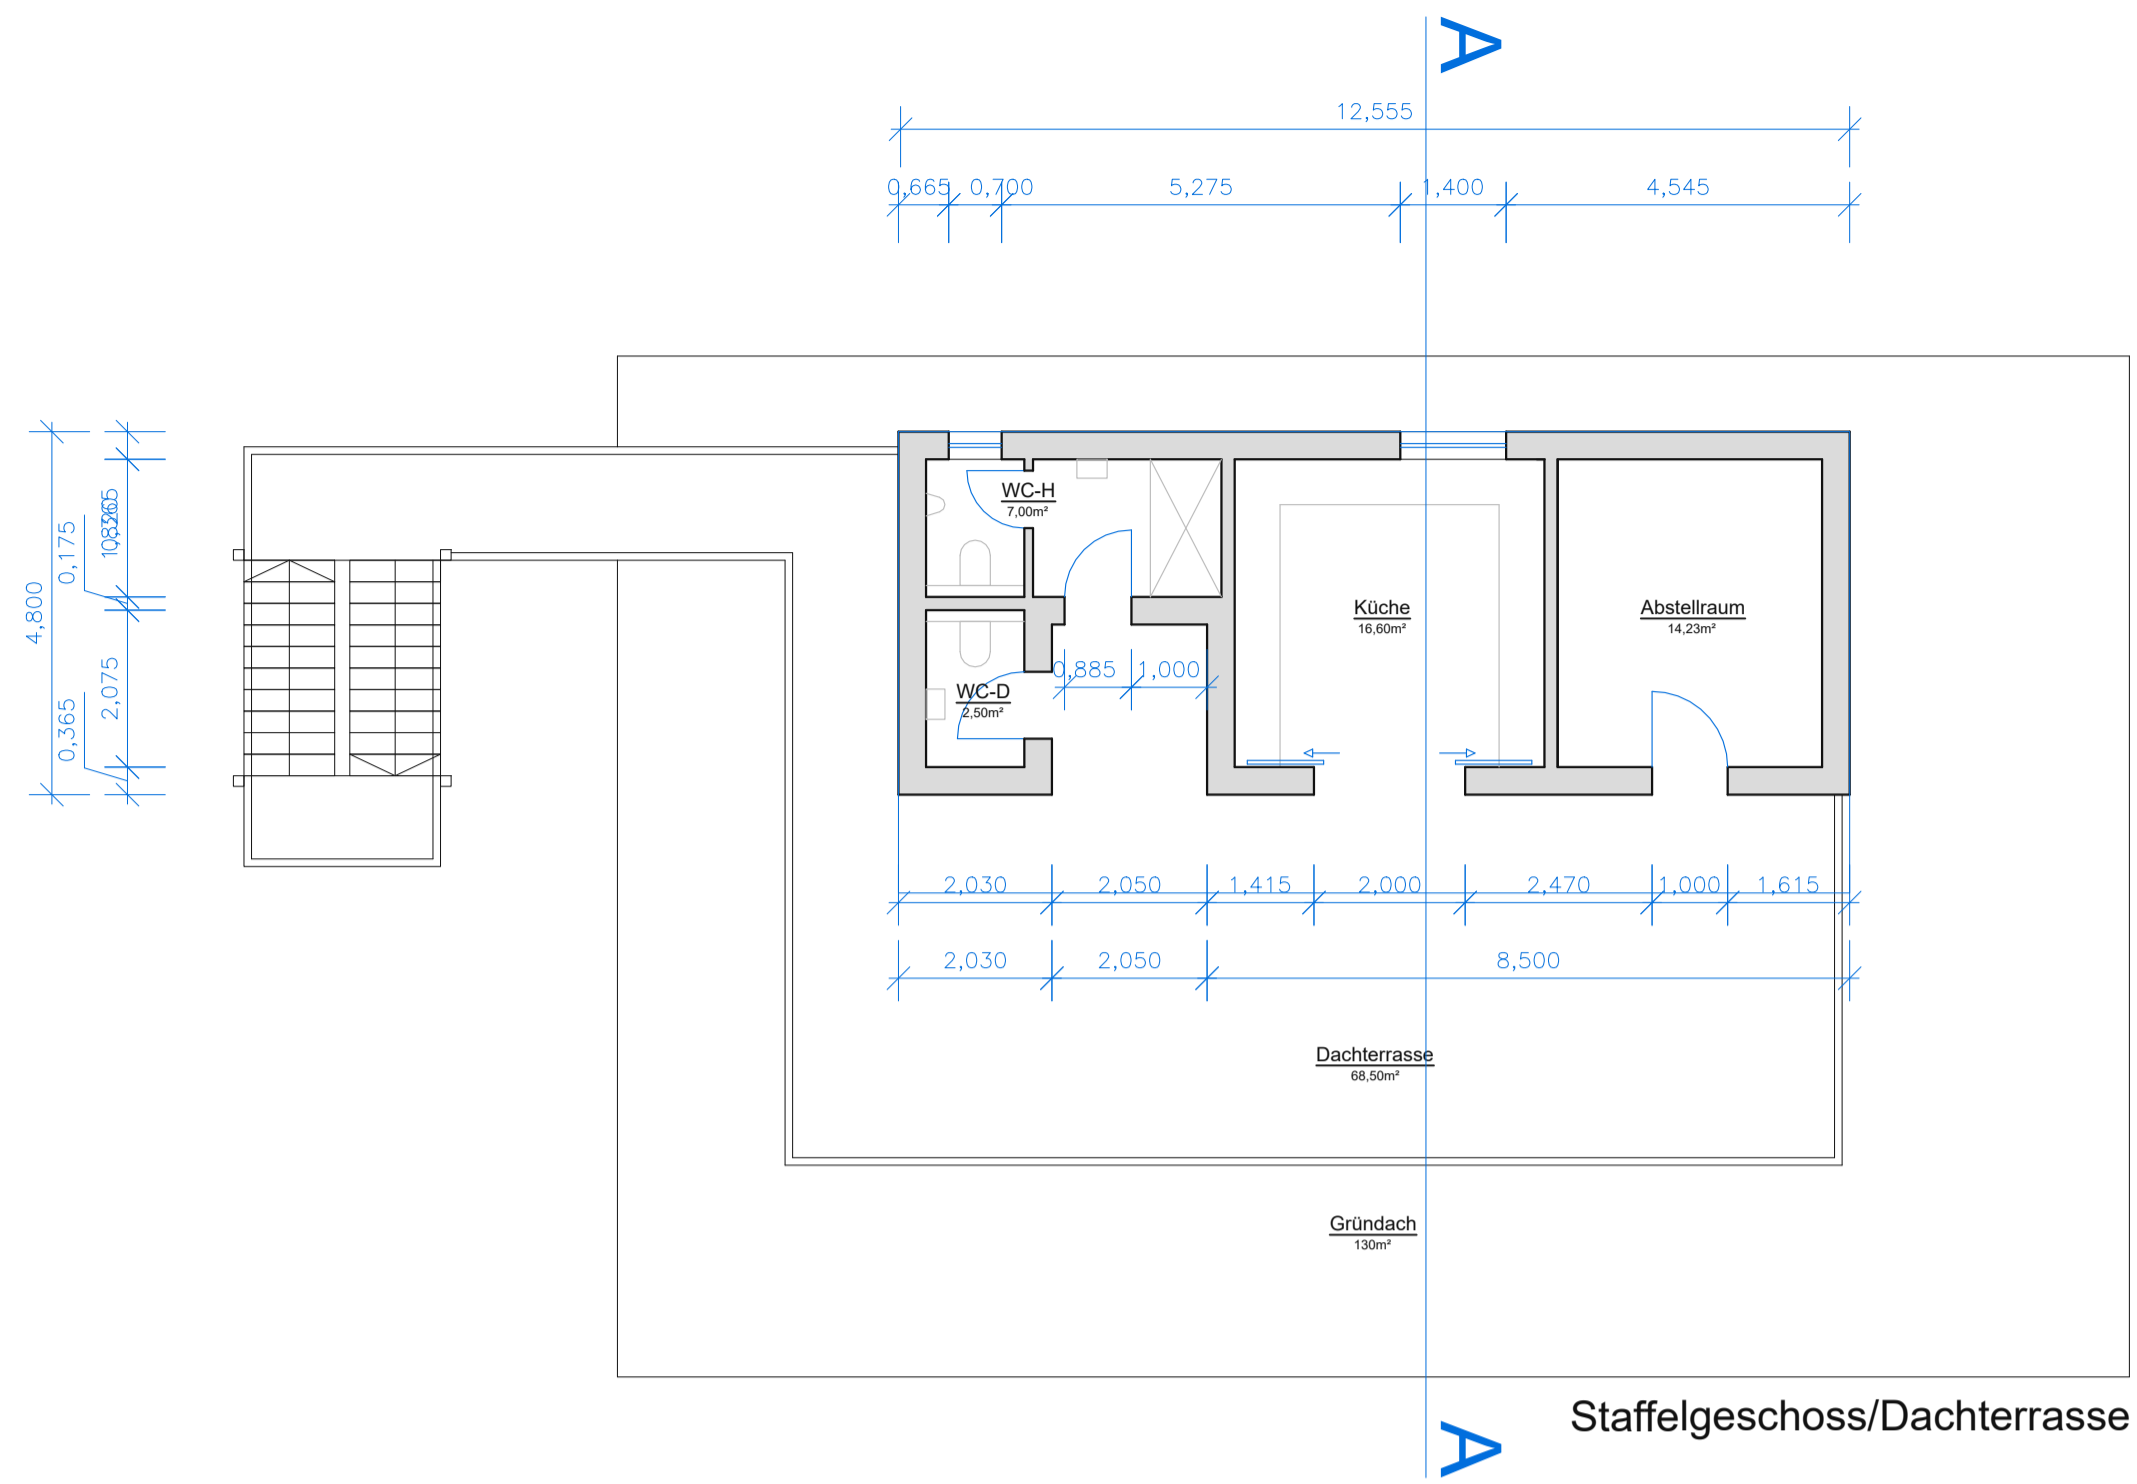 A
12,555
0,665 0,700 5,275 1,400 4,545
4,800
0,175
0,365
2,075
WC-H
7,00m²
Küche
16,60m²
Abstellraum
14,23m²
0,885 1,000
WC-D
2,50m²
2,030 2,050 1,415 2,000 2,470 1,000 1,615
2,030 2,050 8,500
Dachterrasse
68,50m²
Gründach
130m²
Staffelgeschoss/Dachterrasse
A